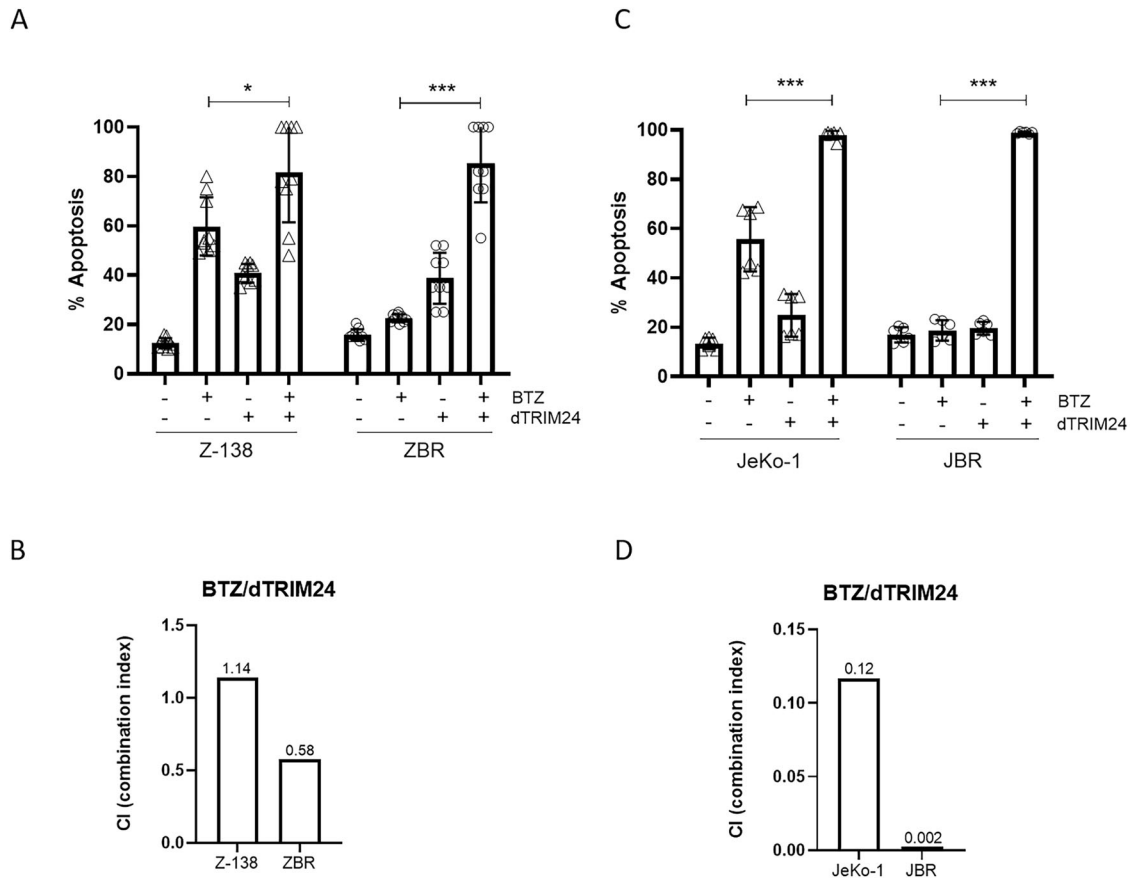 A
* ***
% Apoptosis
100
80
60
40
20
0
- + - + - + - + BTZ
- - + + - - + + dTRIM24
Z-138 ZBR
C
*** ***
% Apoptosis
100
80
60
40
20
0
- + - + - + - + BTZ
- - + + - - + + dTRIM24
JeKo-1 JBR
B
BTZ/dTRIM24
CI (combination index)
1.5
1.0
0.5
0.0
1.14
0.58
Z-138 ZBR
D
BTZ/dTRIM24
CI (combination index)
0.15
0.10
0.05
0.00
0.12
0.002
JeKo-1 JBR